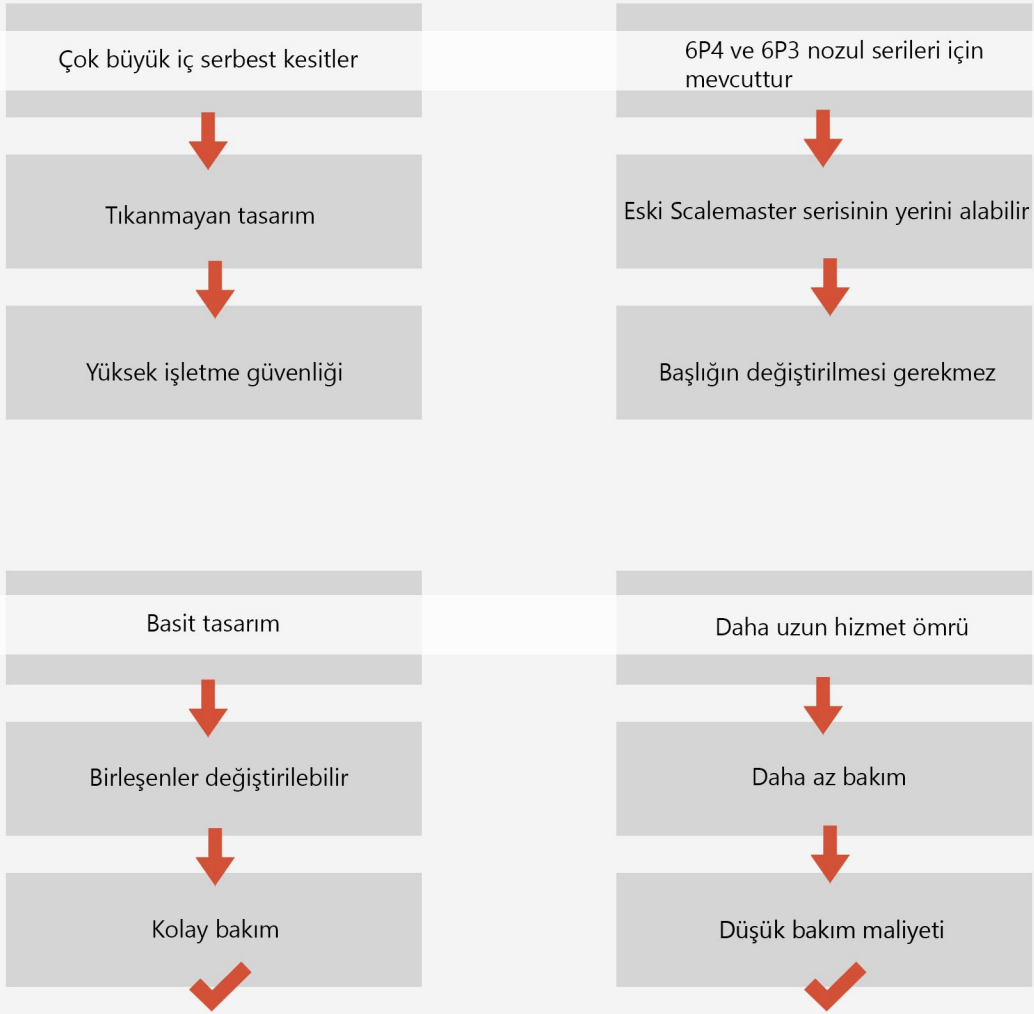 Çok büyük iç serbest kesitler
Tıkanmayan tasarım
Yüksek işletme güvenliği
6P4 ve 6P3 nozul serileri için
mevcuttur
Eski Scalemaster serisinin yerini alabilir
Başlığın değiştirilmesi gerekmez
Basit tasarım
Birleşenler değiştirilebilir
Kolay bakım
Daha uzun hizmet ömrü
Daha az bakım
Düşük bakım maliyeti